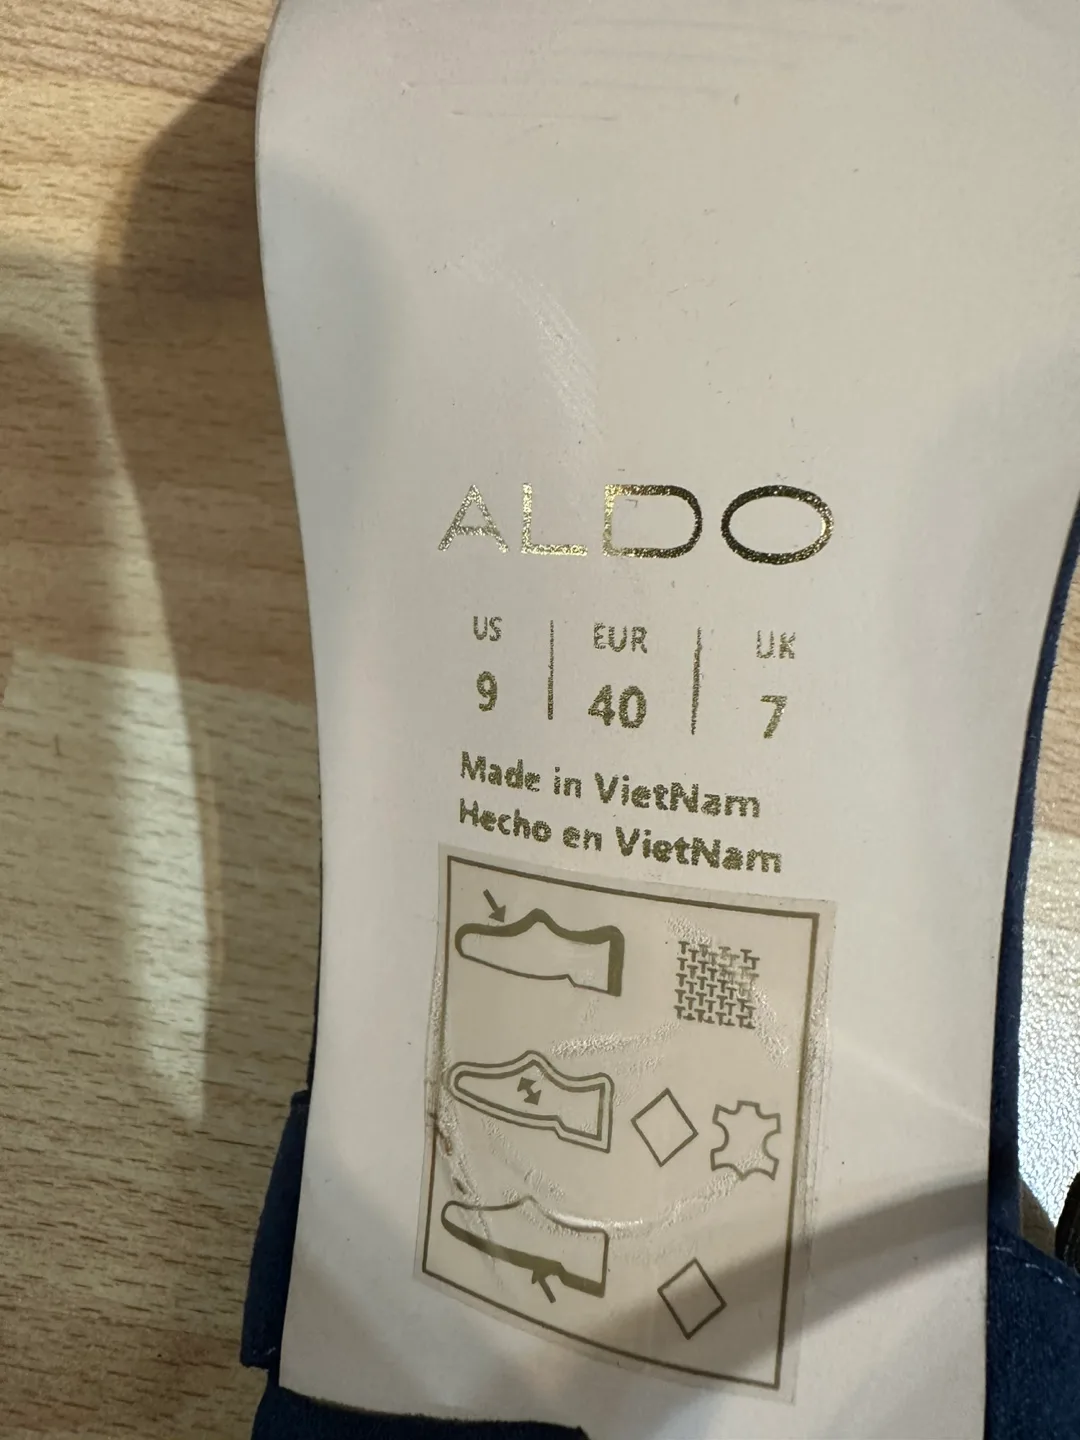 ALDO
US EUR UK
9 40 7
Made in VietNam
Hecho en VietNam